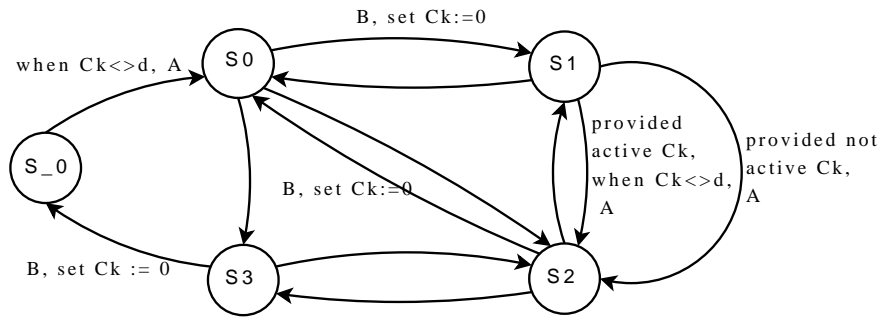 B, set Ck:=0
S0
S1
when Ck<>d, A
provided
active Ck,
when Ck<>d,
A
provided not
active Ck,
A
S_0
B, set Ck:=0
B, set Ck := 0
S3
S2